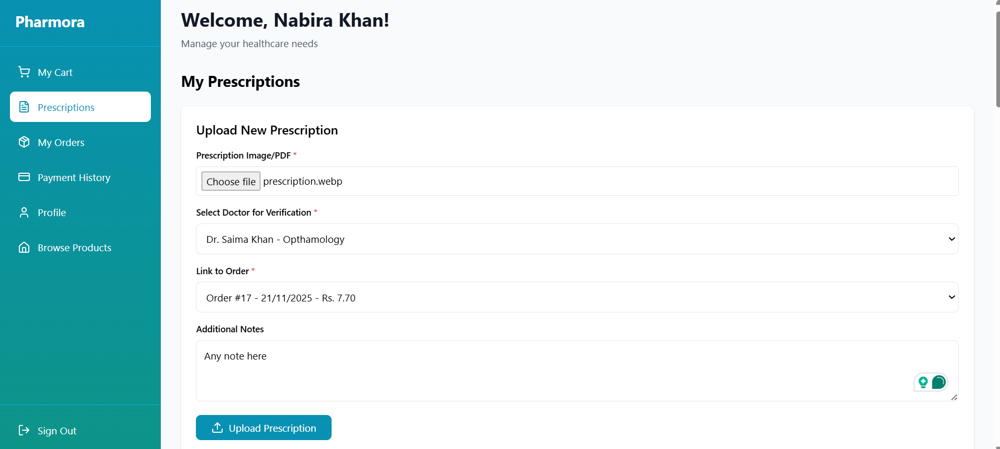 Pharmora
My Cart
Prescriptions
My Orders
Payment History
Profile
Browse Products
Sign Out
Welcome, Nabira Khan!
Manage your healthcare needs
My Prescriptions
Upload New Prescription
Prescription Image/PDF *
Choose file prescription.webp
Select Doctor for Verification *
Dr. Saima Khan - Opthamology
Link to Order *
Order #17 - 21/11/2025 - Rs. 7.70
Additional Notes
Any note here
Upload Prescription